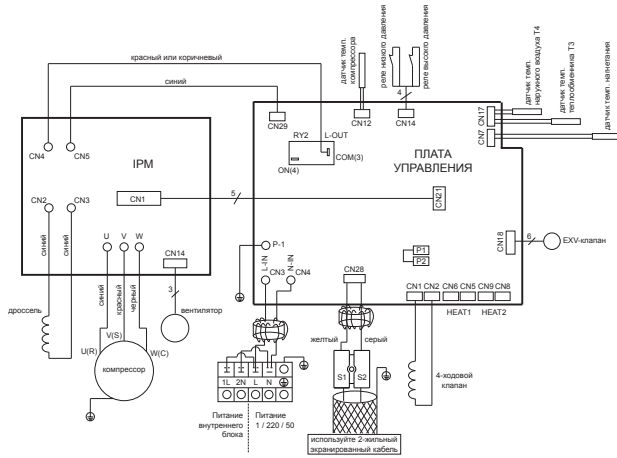 красный или коричневый
синий
датчик темп.
компрессора
реле низкого давления
реле высокого давления
4
датчик темп.
наружного воздуха T4
датчик темп.
теплообменника T3
датчик темп. нагнетания
CN4
CN5
IPM
CN29
CN12
CN14
CN17
CN7
RY2
L-OUT
ON(4)
COM(3)
ПЛАТА
УПРАВЛЕНИЯ
CN2
CN3
CN1
5
CN21
U
V
W
CN14
3
P-1
L-IN
N-IN
CN3
CN4
CN28
P1
P2
CN18
6
EXV-клапан
CN1
CN2
CN6
CN5
CN9
CN8
HEAT1
HEAT2
синий
синий
синий
красный
черный
дроссель
вентилятор
V(S)
U(R)
W(C)
компрессор
желтый
серый
S1
S2
4-ходовой
клапан
1L
2N
L
N
Питание
внутреннего
блока
Питание
1 / 220 / 50
используйте 2-жильный
экранированный кабель